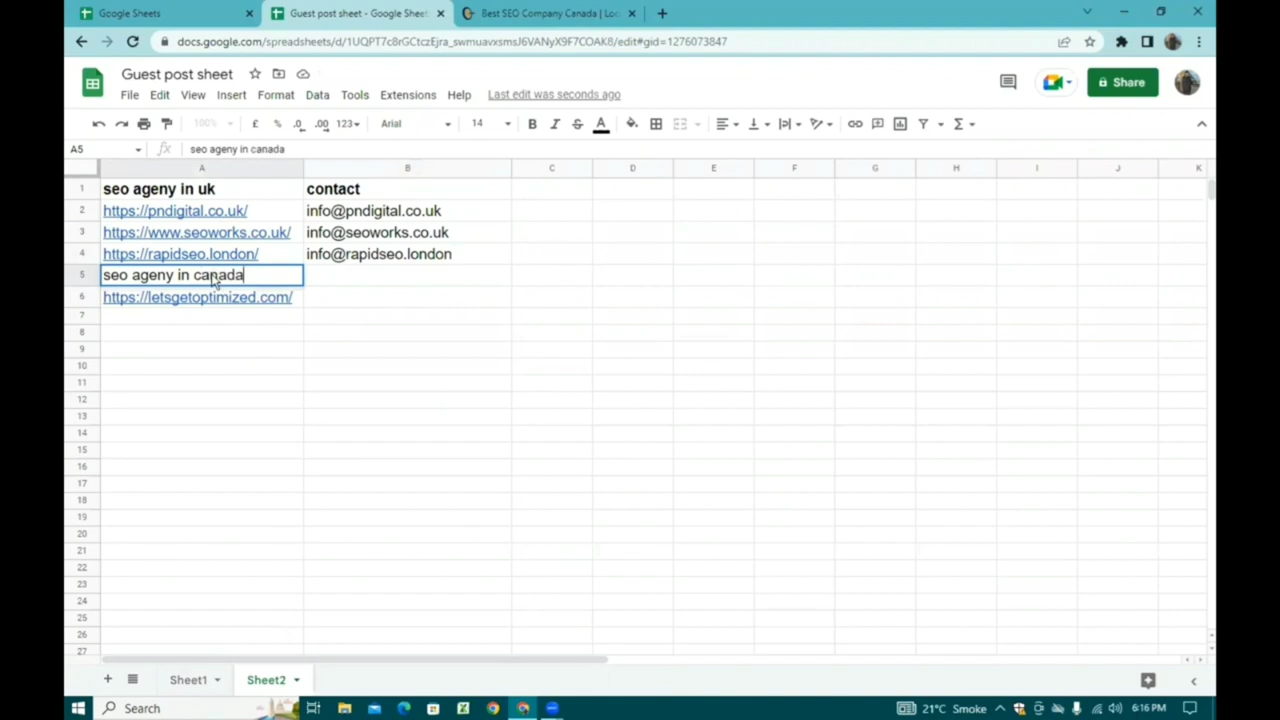 Google Sheets
Guest post sheet - Google Sheet
Best SEO Company Canada | Loc
docs.google.com/spreadsheets/d/1UQPT7c8rGCtczEjra_swmuavxsmsJ6VANyX9F7COAK8/edit#gid=1276073847
Guest post sheet
File Edit View Insert Format Data Tools Extensions Help Last edit was seconds ago
Share
100% £ % .0 .00 123 Arial 14 B I S A
A5 fx seo ageny in canada
A B C D E F G H I J K
1 seo ageny in uk contact
2 https://pndigital.co.uk/ info@pndigital.co.uk
3 https://www.seoworks.co.uk/ info@seoworks.co.uk
4 https://rapidseo.london/ info@rapidseo.london
5 seo ageny in canada
6 https://letsgetoptimized.com/
7
8
9
10
11
12
13
14
15
16
17
18
19
20
21
22
23
24
25
26
27
Sheet1 Sheet2
Search 21°C Smoke 6:16 PM